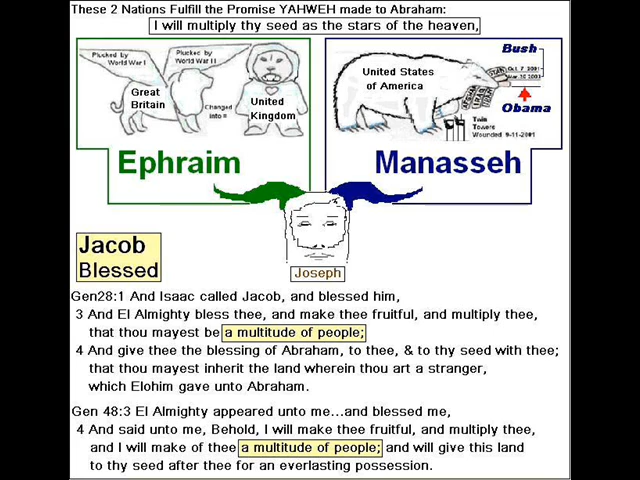 These 2 Nations Fulfill the Promise YAHWEH made to Abraham:
I will multiply thy seed as the stars of the heaven,
Plucked by
World War I
Plucked by
World War II
Great
Britain
Changed
into =
United
Kingdom
Ephraim
United States
of America
Bush
Oct 7 2001
Mar 20 2003
Obama
Twin
Towers
Wounded 9-11-2001
Manasseh
Joseph
Jacob
Blessed
Gen28:1 And Isaac called Jacob, and blessed him,
3 And El Almighty bless thee, and make thee fruitful, and multiply thee,
that thou mayest be a multitude of people;
4 And give thee the blessing of Abraham, to thee, & to thy seed with thee;
that thou mayest inherit the land wherein thou art a stranger,
which Elohim gave unto Abraham.
Gen 48:3 El Almighty appeared unto me...and blessed me,
4 And said unto me, Behold, I will make thee fruitful, and multiply thee,
and I will make of thee a multitude of people; and will give this land
to thy seed after thee for an everlasting possession.